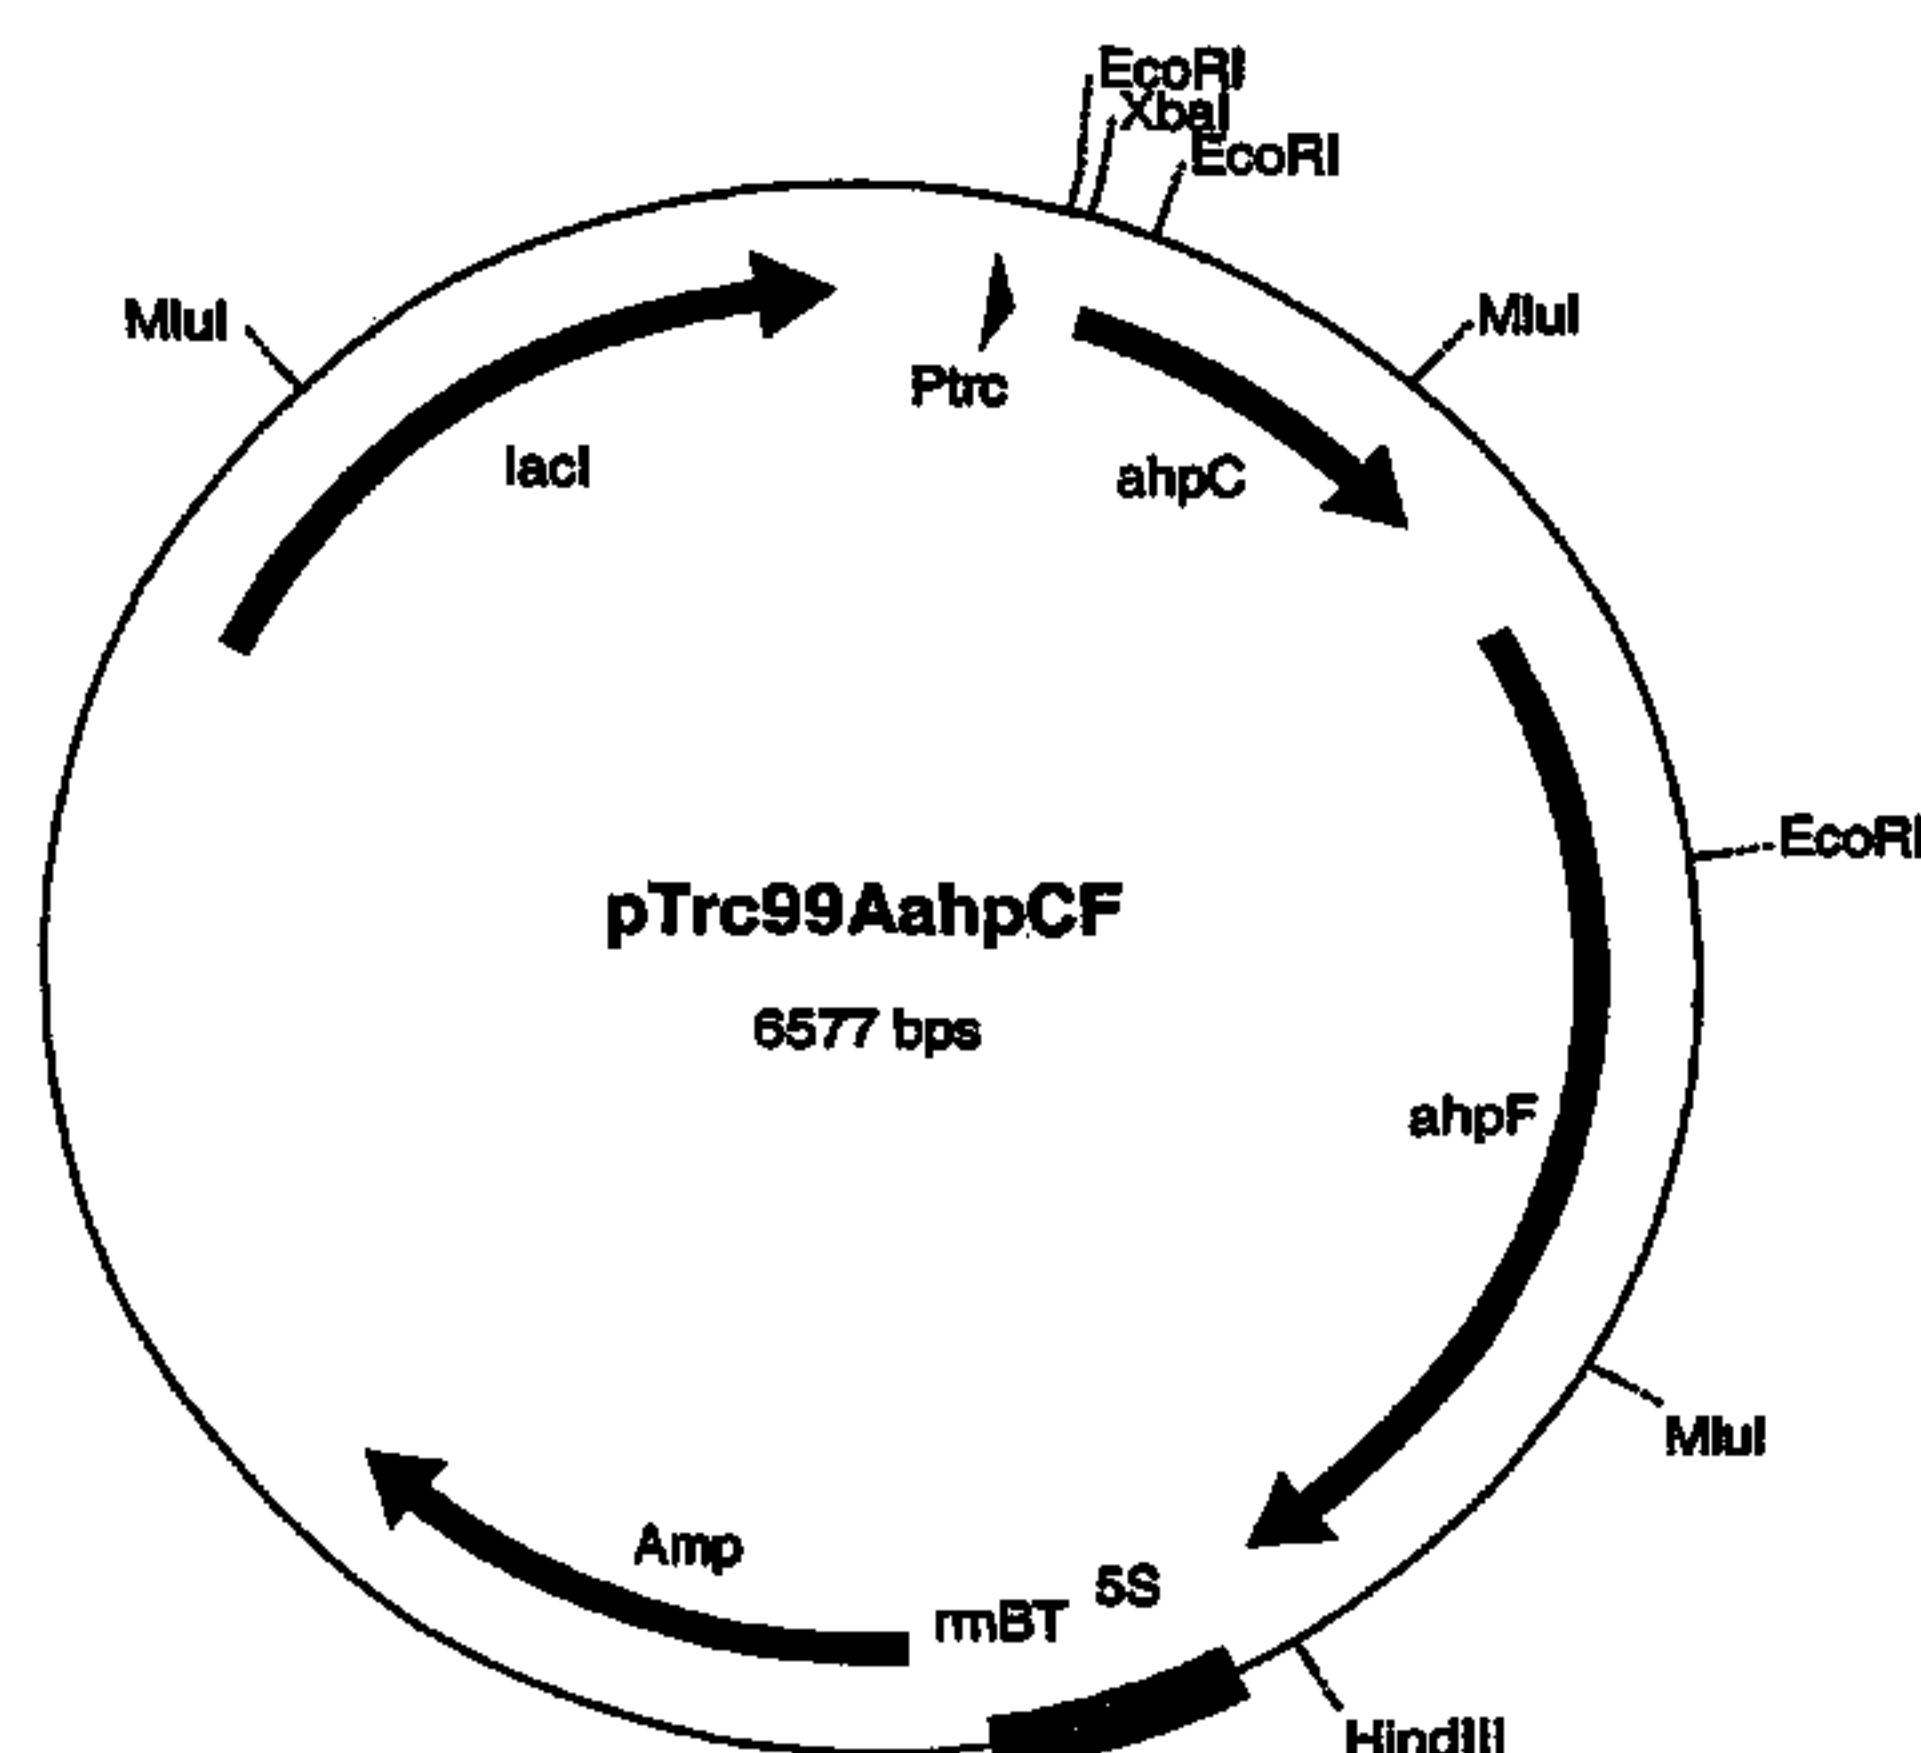 EcoRI
XbaI
EcoRI
MluI
MluI
Ptrc
lacI
ahpC
EcoRI
pTrc99AahpCF
6577 bps
ahpF
MluI
Amp
5S
rrnBT
HindIII